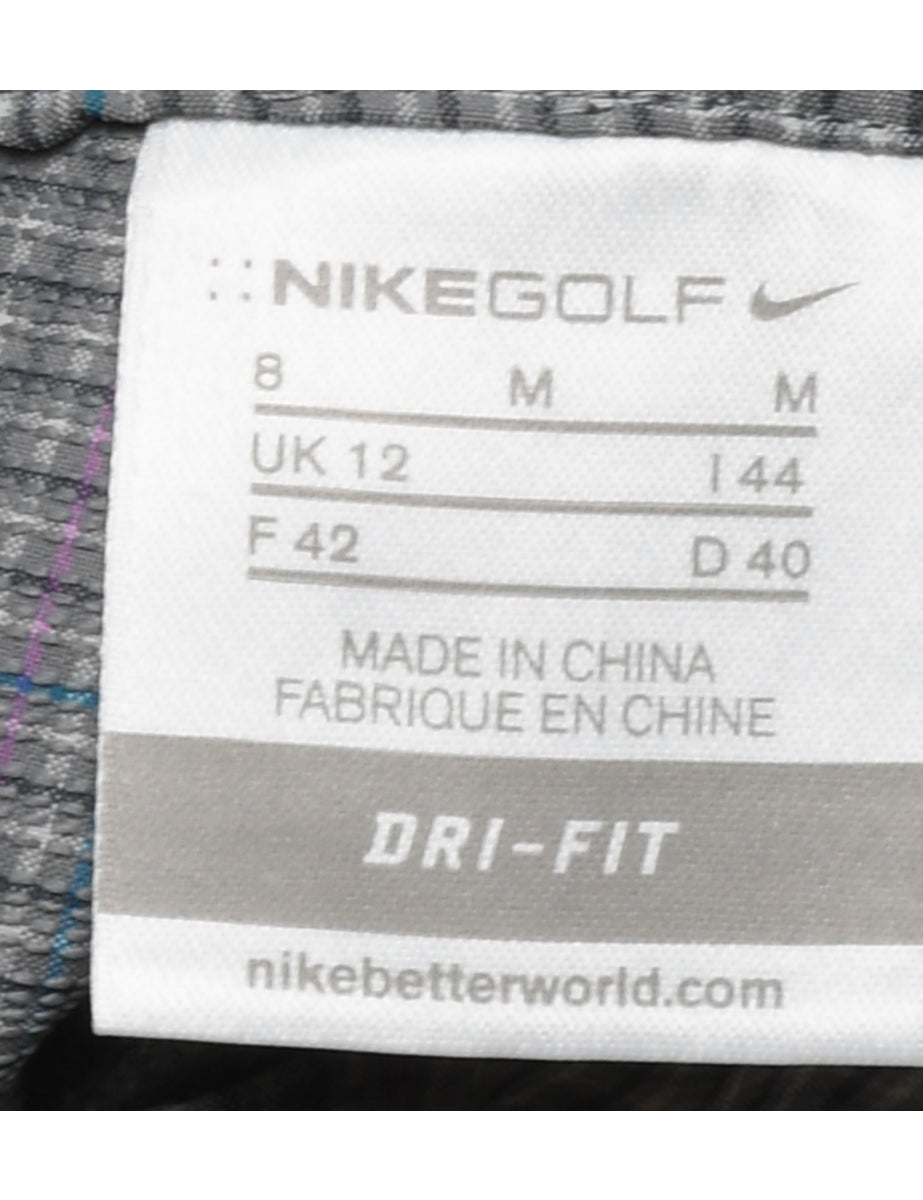 NIKEGOLF
8 M M
UK 12 I 44
F 42 D 40
MADE IN CHINA
FABRIQUE EN CHINE
DRI-FIT
nikebetterworld.com